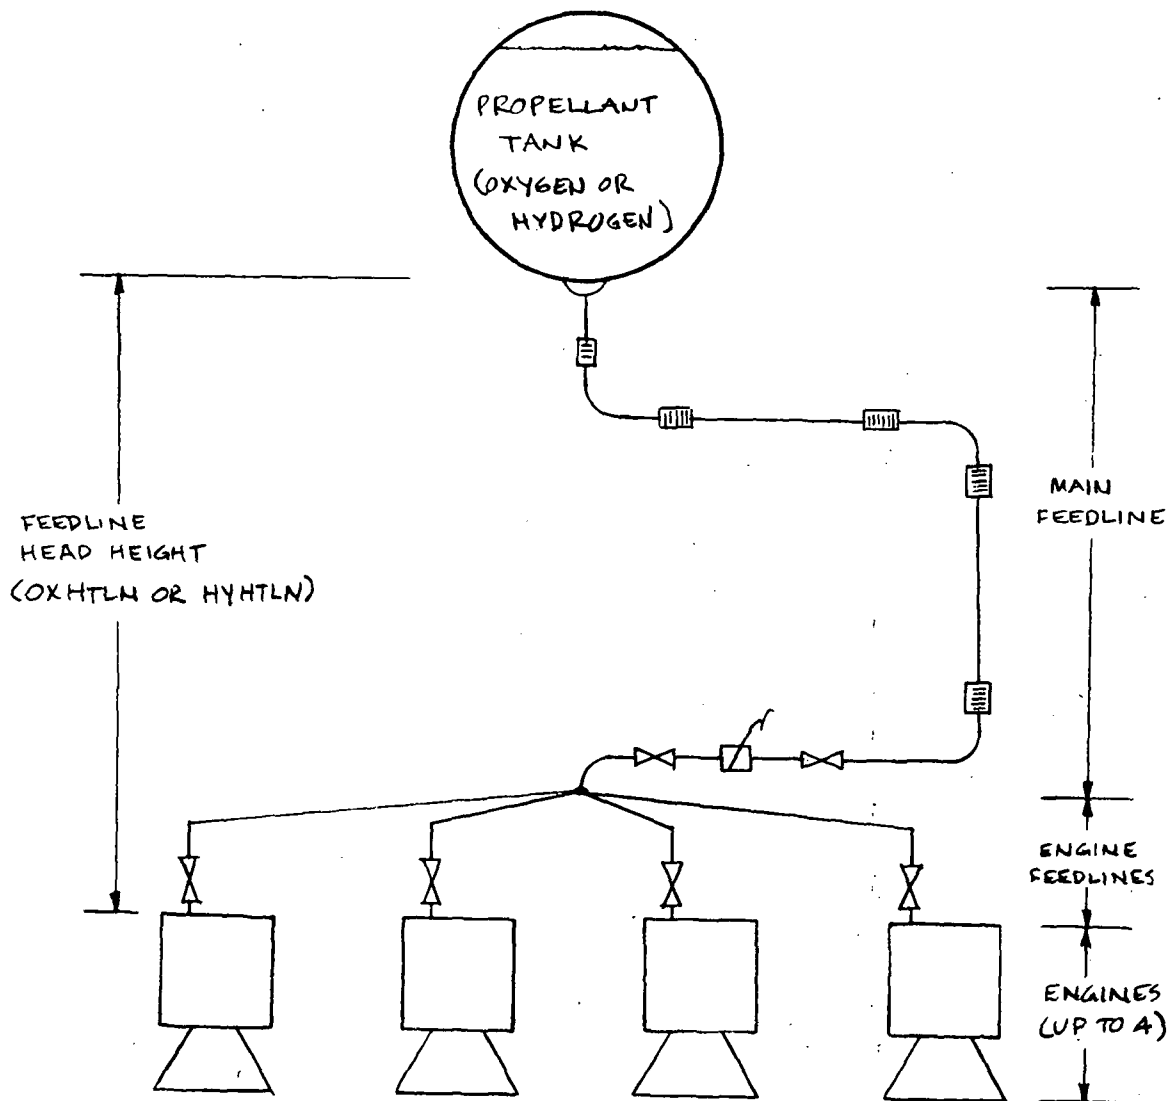 PROPELLANT
TANK
(OXYGEN OR
HYDROGEN)
FEEDLINE
HEAD HEIGHT
(OXHTLN OR HYHTLN)
MAIN
FEEDLINE
ENGINE
FEEDLINES
ENGINES
(UP TO 4)